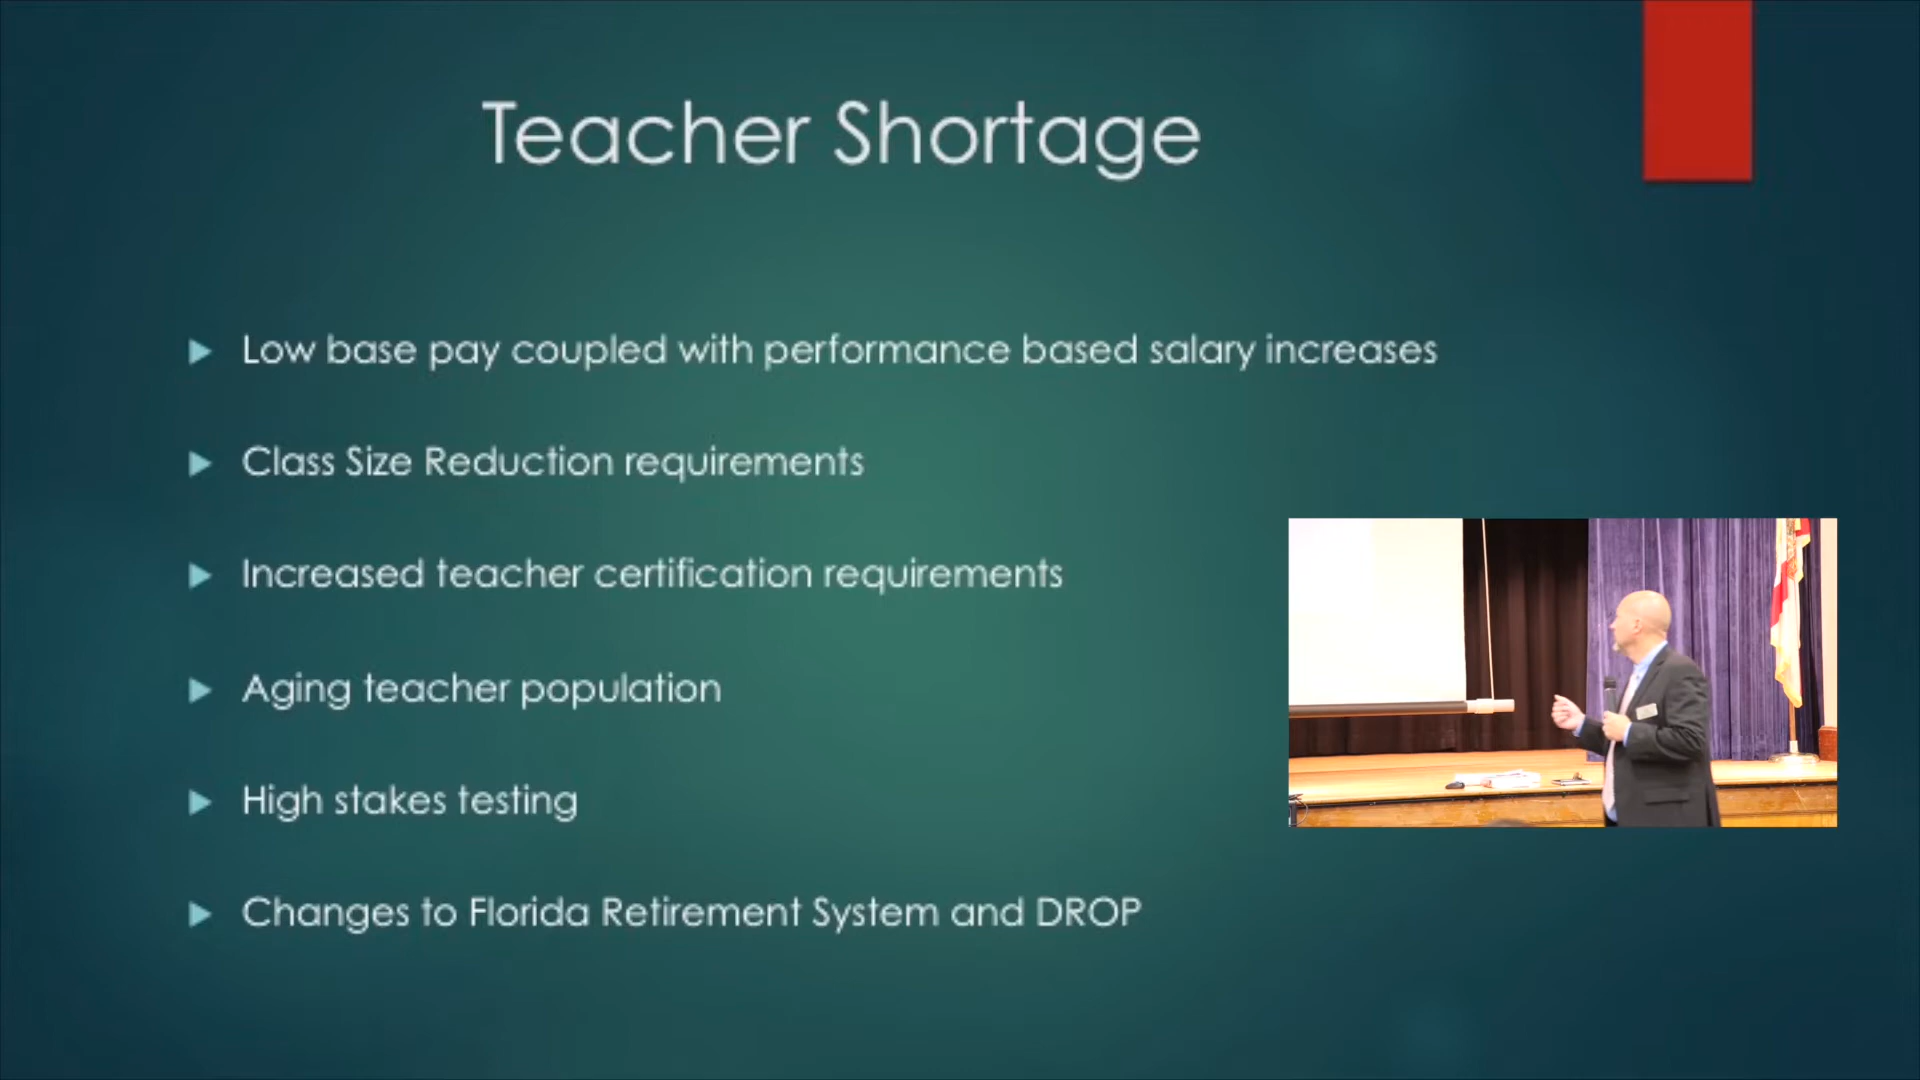 Teacher Shortage
Low base pay coupled with performance based salary increases
Class Size Reduction requirements
Increased teacher certification requirements
Aging teacher population
High stakes testing
Changes to Florida Retirement System and DROP